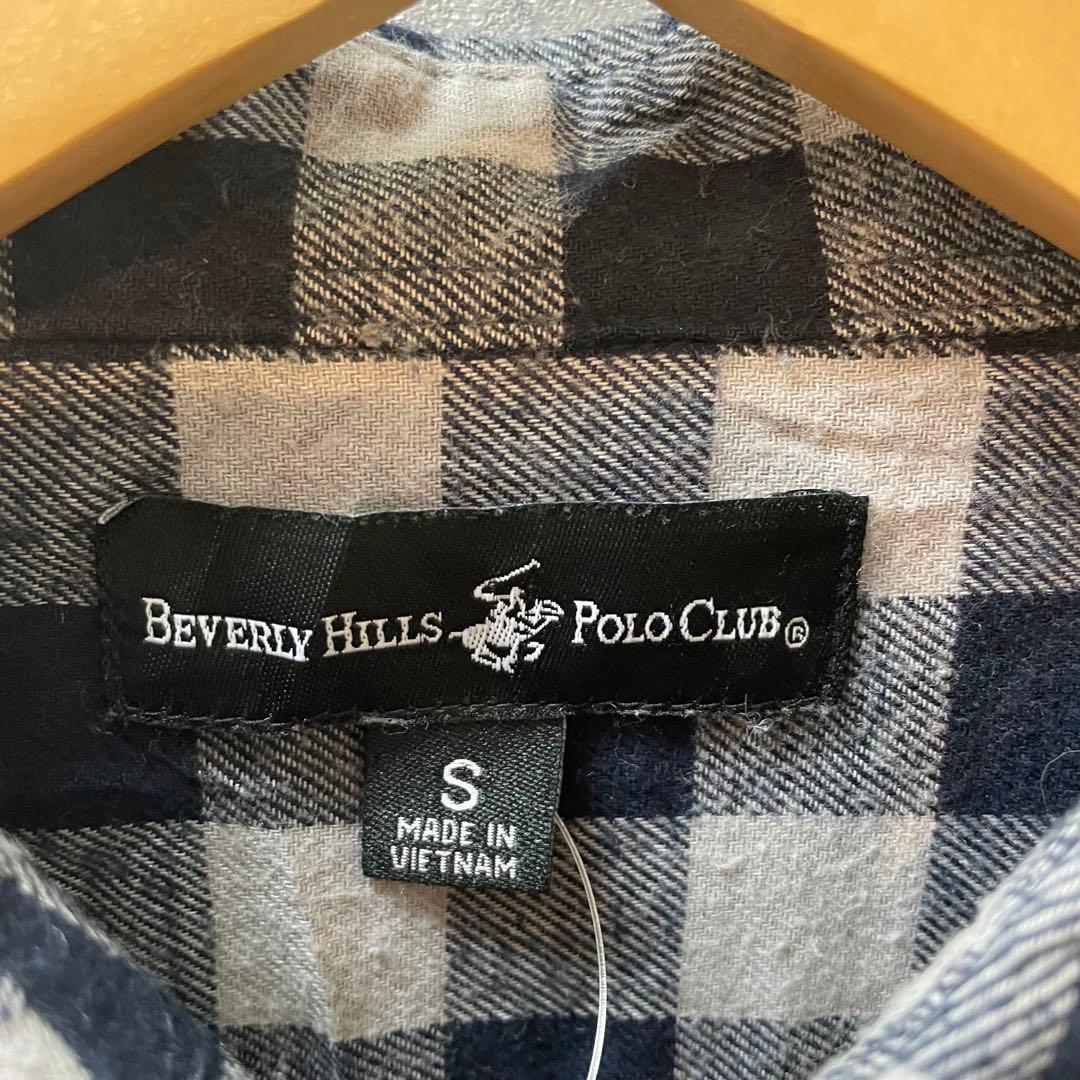 BEVERLY HILLS POLO CLUB®
S
MADE IN
VIETNAM